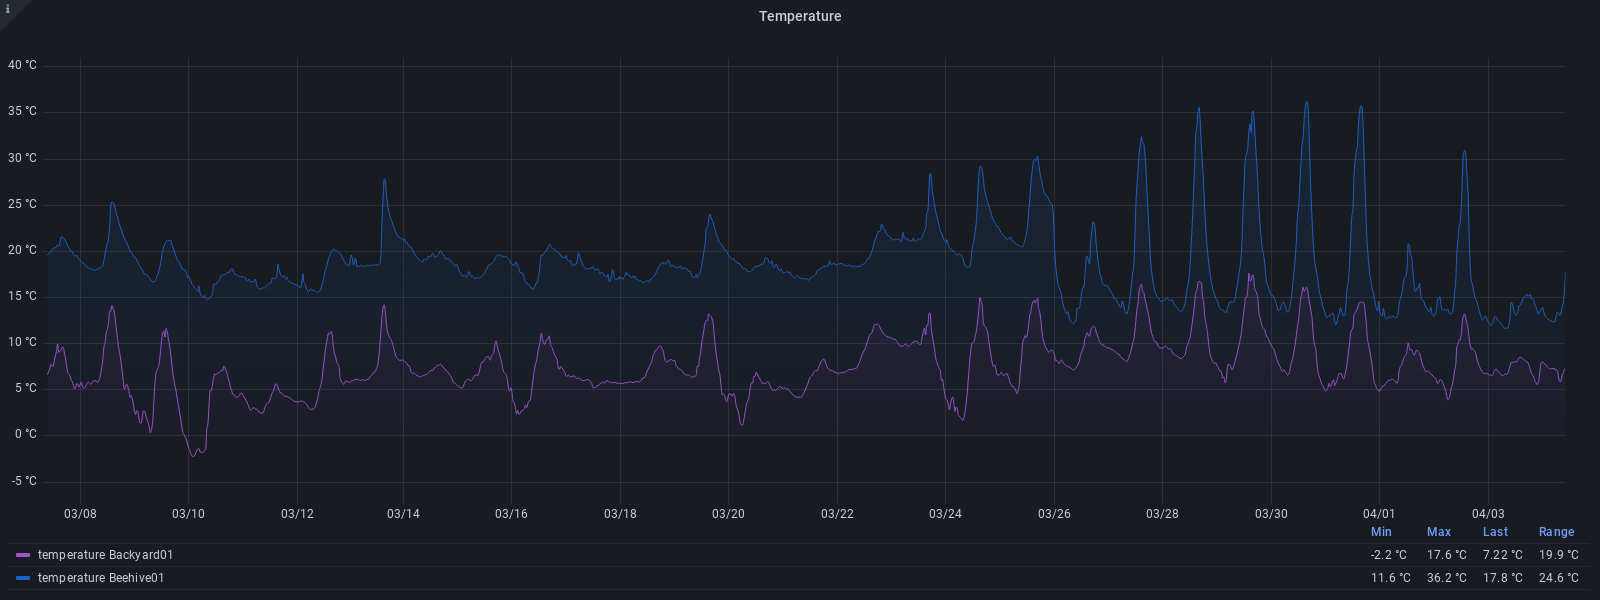 i
Temperature
40 °C
35 °C
30 °C
25 °C
20 °C
15 °C
10 °C
5 °C
0 °C
-5 °C
03/08 03/10 03/12 03/14 03/16 03/18 03/20 03/22 03/24 03/26 03/28 03/30 04/01 04/03
Min Max Last Range
temperature Backyard01 -2.2 °C 17.6 °C 7.22 °C 19.9 °C
temperature Beehive01 11.6 °C 36.2 °C 17.8 °C 24.6 °C